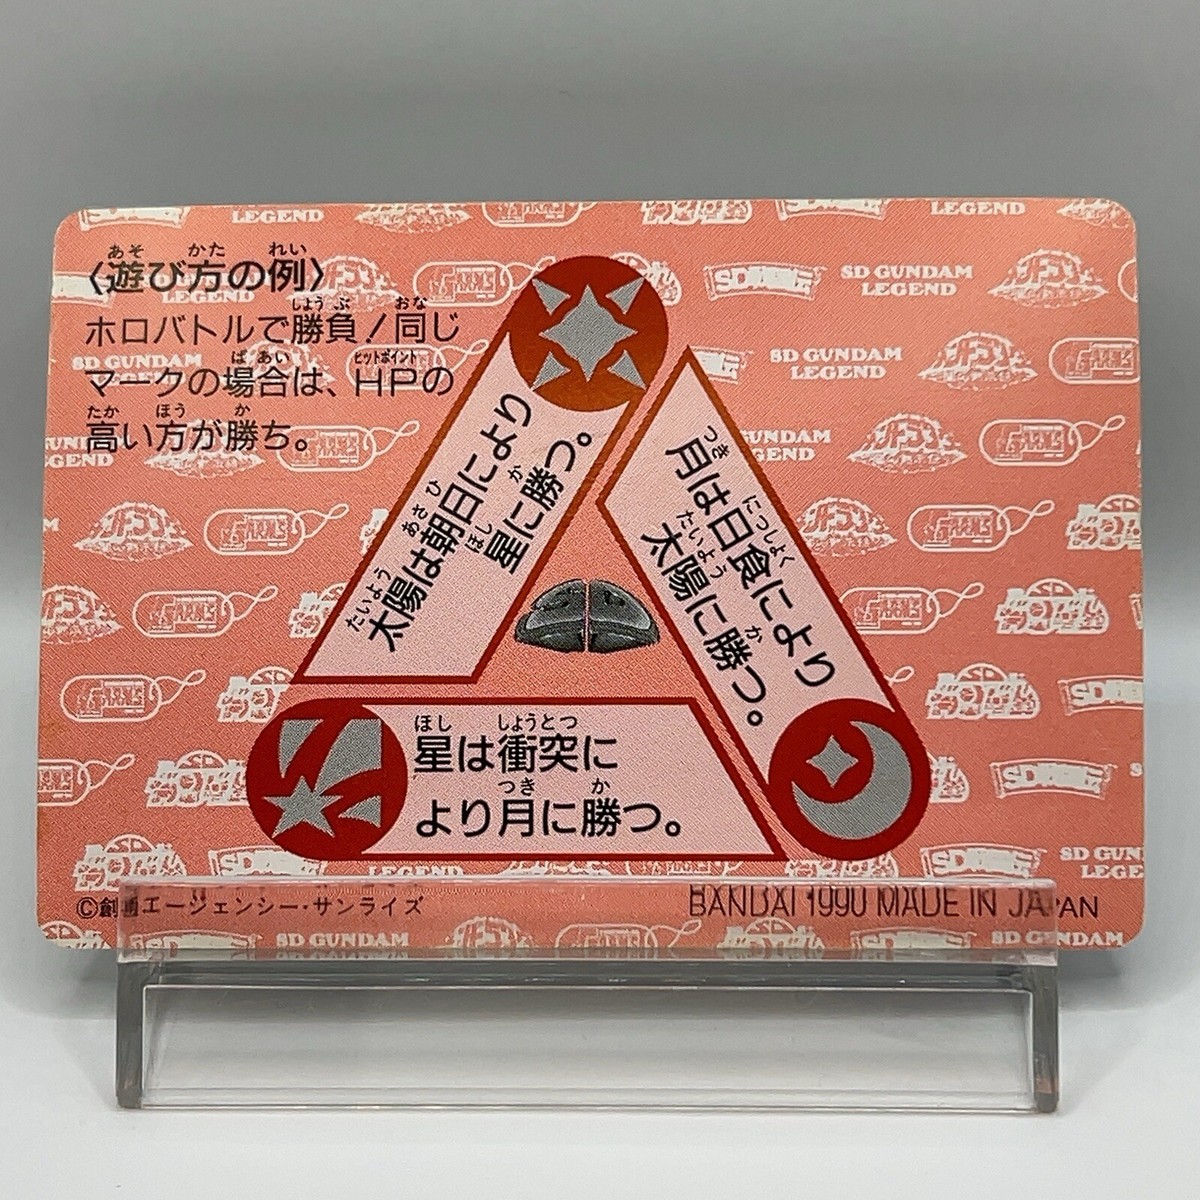 〈遊び方の例〉
ホロバトルで勝負!同じ
マークの場合は、HPの
高い方が勝ち。
太陽は朝日により
星に勝つ。
月は日食により
太陽に勝つ。
星は衝突に
より月に勝つ。
©創通エージェンシー・サンライズ
BANDAI 1990 MADE IN JAPAN
SD GUNDAM
LEGEND